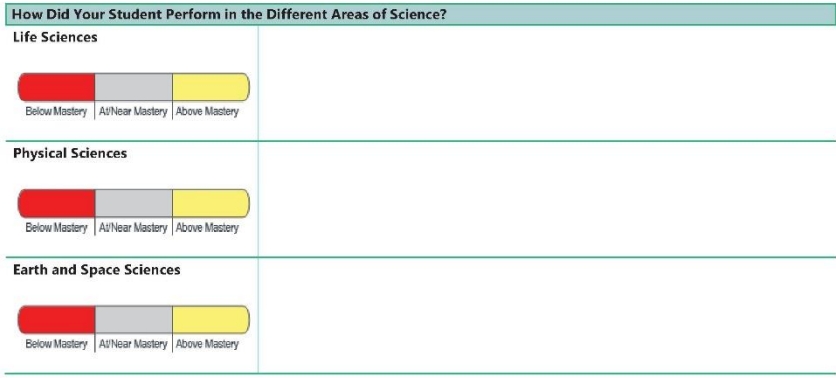 How Did Your Student Perform in the Different Areas of Science?
Life Sciences
Below Mastery At/Near Mastery Above Mastery
Physical Sciences
Below Mastery At/Near Mastery Above Mastery
Earth and Space Sciences
Below Mastery At/Near Mastery Above Mastery